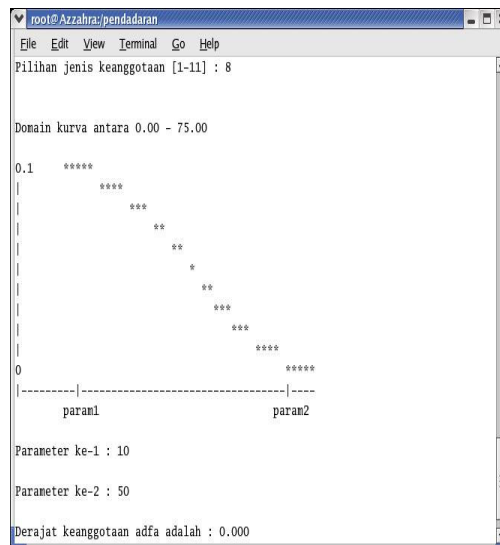 root@Azzahra:/pendadaran
File Edit View Terminal Go Help
Pilihan jenis keanggotaan [1-11] : 8
Domain kurva antara 0.00 - 75.00
0.1 *****
| ****
| ***
| **
| **
| *
| **
| ***
| ***
| ****
0 *****
|---------|----------------------------------|----
param1 param2
Parameter ke-1 : 10
Parameter ke-2 : 50
Derajat keanggotaan adfa adalah : 0.000